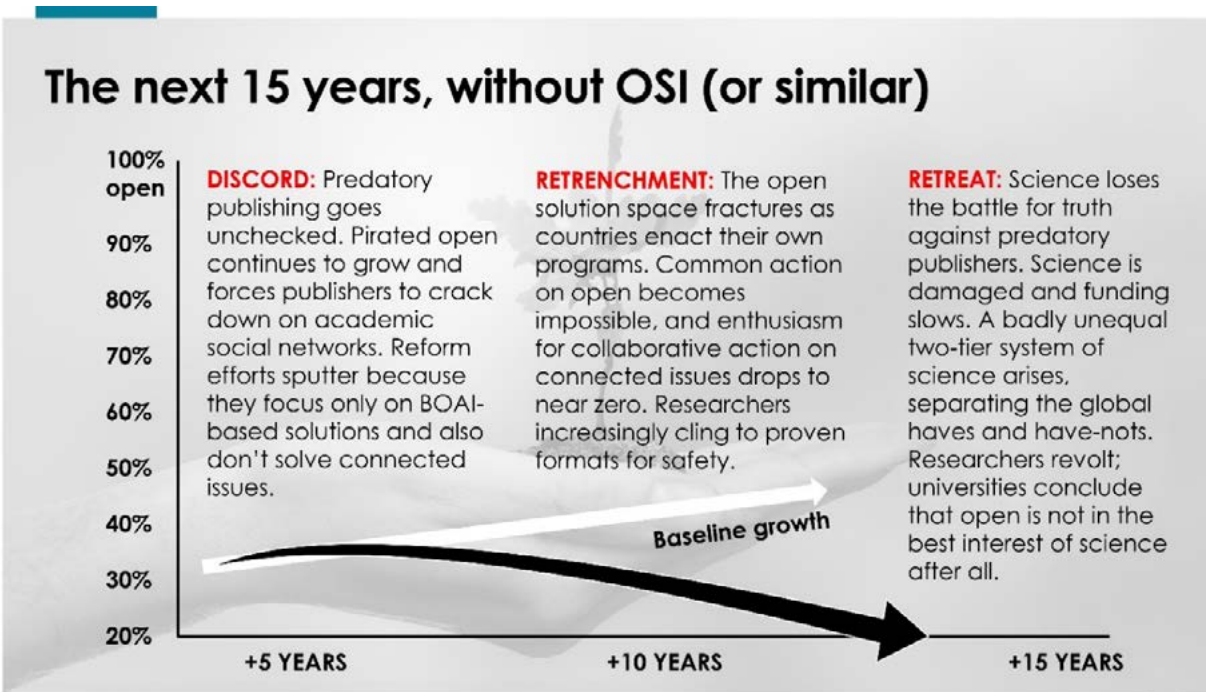 The next 15 years, without OSI (or similar)
100%
open
90%
80%
70%
60%
50%
40%
30%
20%
DISCORD: Predatory
publishing goes
unchecked. Pirated open
continues to grow and
forces publishers to crack
down on academic
social networks. Reform
efforts sputter because
they focus only on BOAI-
based solutions and also
don't solve connected
issues.
RETRENCHMENT: The open
solution space fractures as
countries enact their own
programs. Common action
on open becomes
impossible, and enthusiasm
for collaborative action on
connected issues drops to
near zero. Researchers
increasingly cling to proven
formats for safety.
RETREAT: Science loses
the battle for truth
against predatory
publishers. Science is
damaged and funding
slows. A badly unequal
two-tier system of
science arises,
separating the global
haves and have-nots.
Researchers revolt;
universities conclude
that open is not in the
best interest of science
after all.
Baseline growth
+5 YEARS
+10 YEARS
+15 YEARS